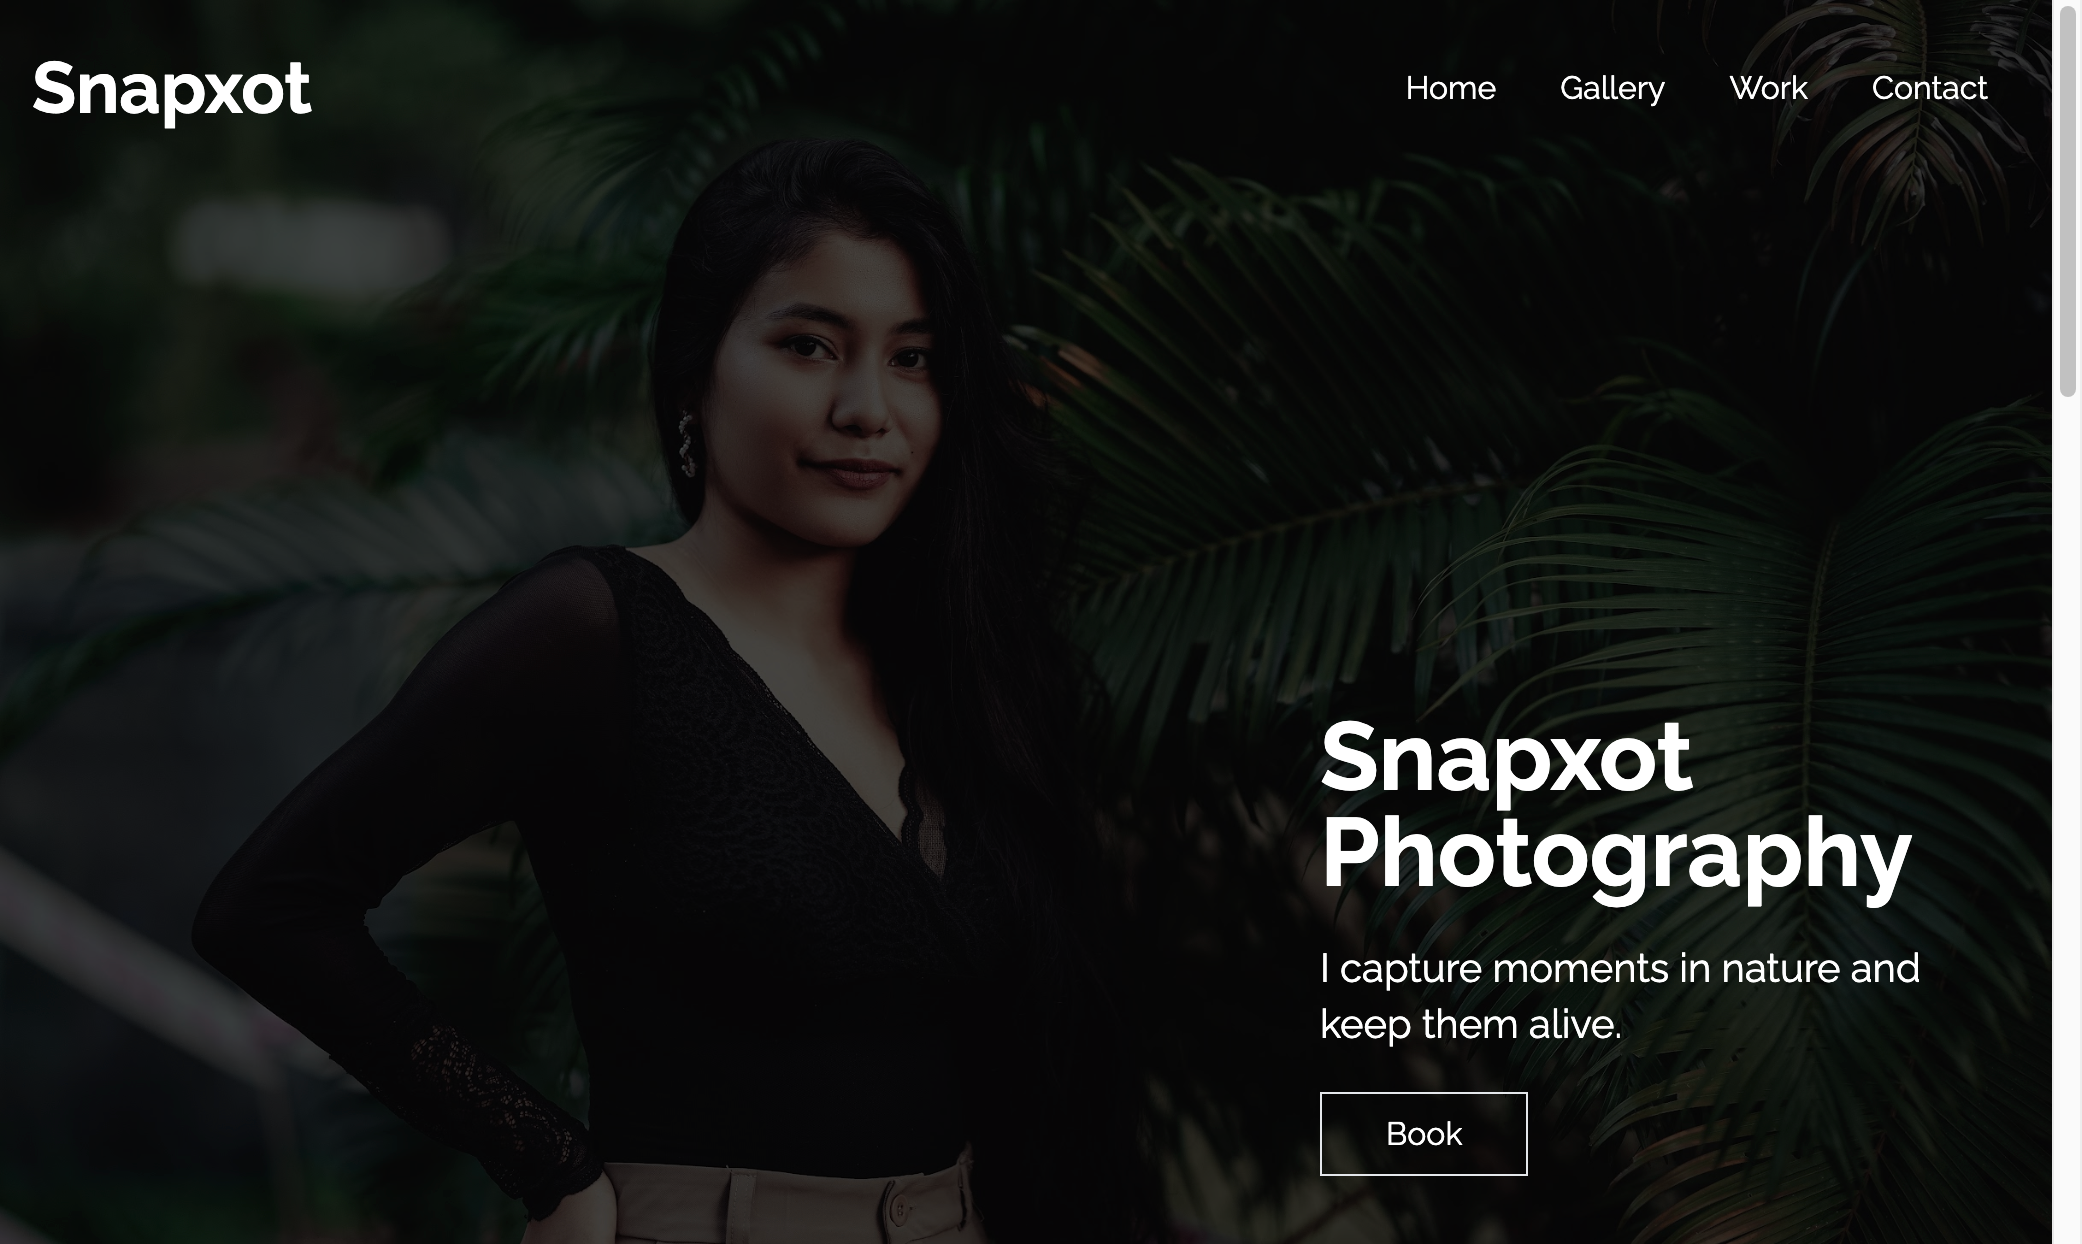 Snapxot
Home Gallery Work Contact
Snapxot
Photography
I capture moments in nature and
keep them alive.
Book